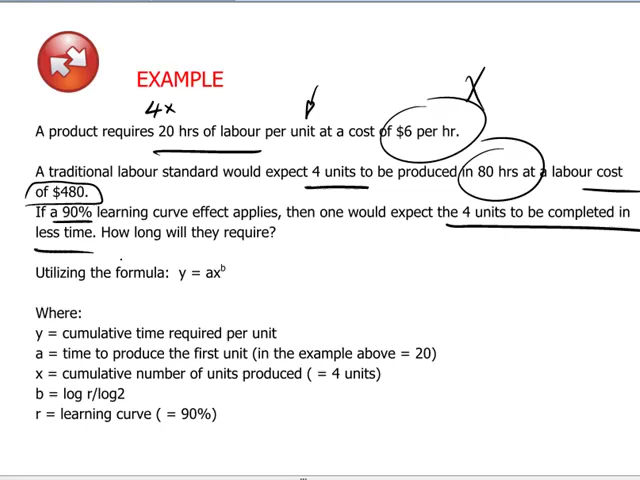 EXAMPLE
4x
A product requires 20 hrs of labour per unit at a cost of $6 per hr.
A traditional labour standard would expect 4 units to be produced in 80 hrs at a labour cost
of $480.
If a 90% learning curve effect applies, then one would expect the 4 units to be completed in
less time. How long will they require?
Utilizing the formula: y = axᵇ
Where:
y = cumulative time required per unit
a = time to produce the first unit (in the example above = 20)
x = cumulative number of units produced ( = 4 units)
b = log r/log2
r = learning curve ( = 90%)